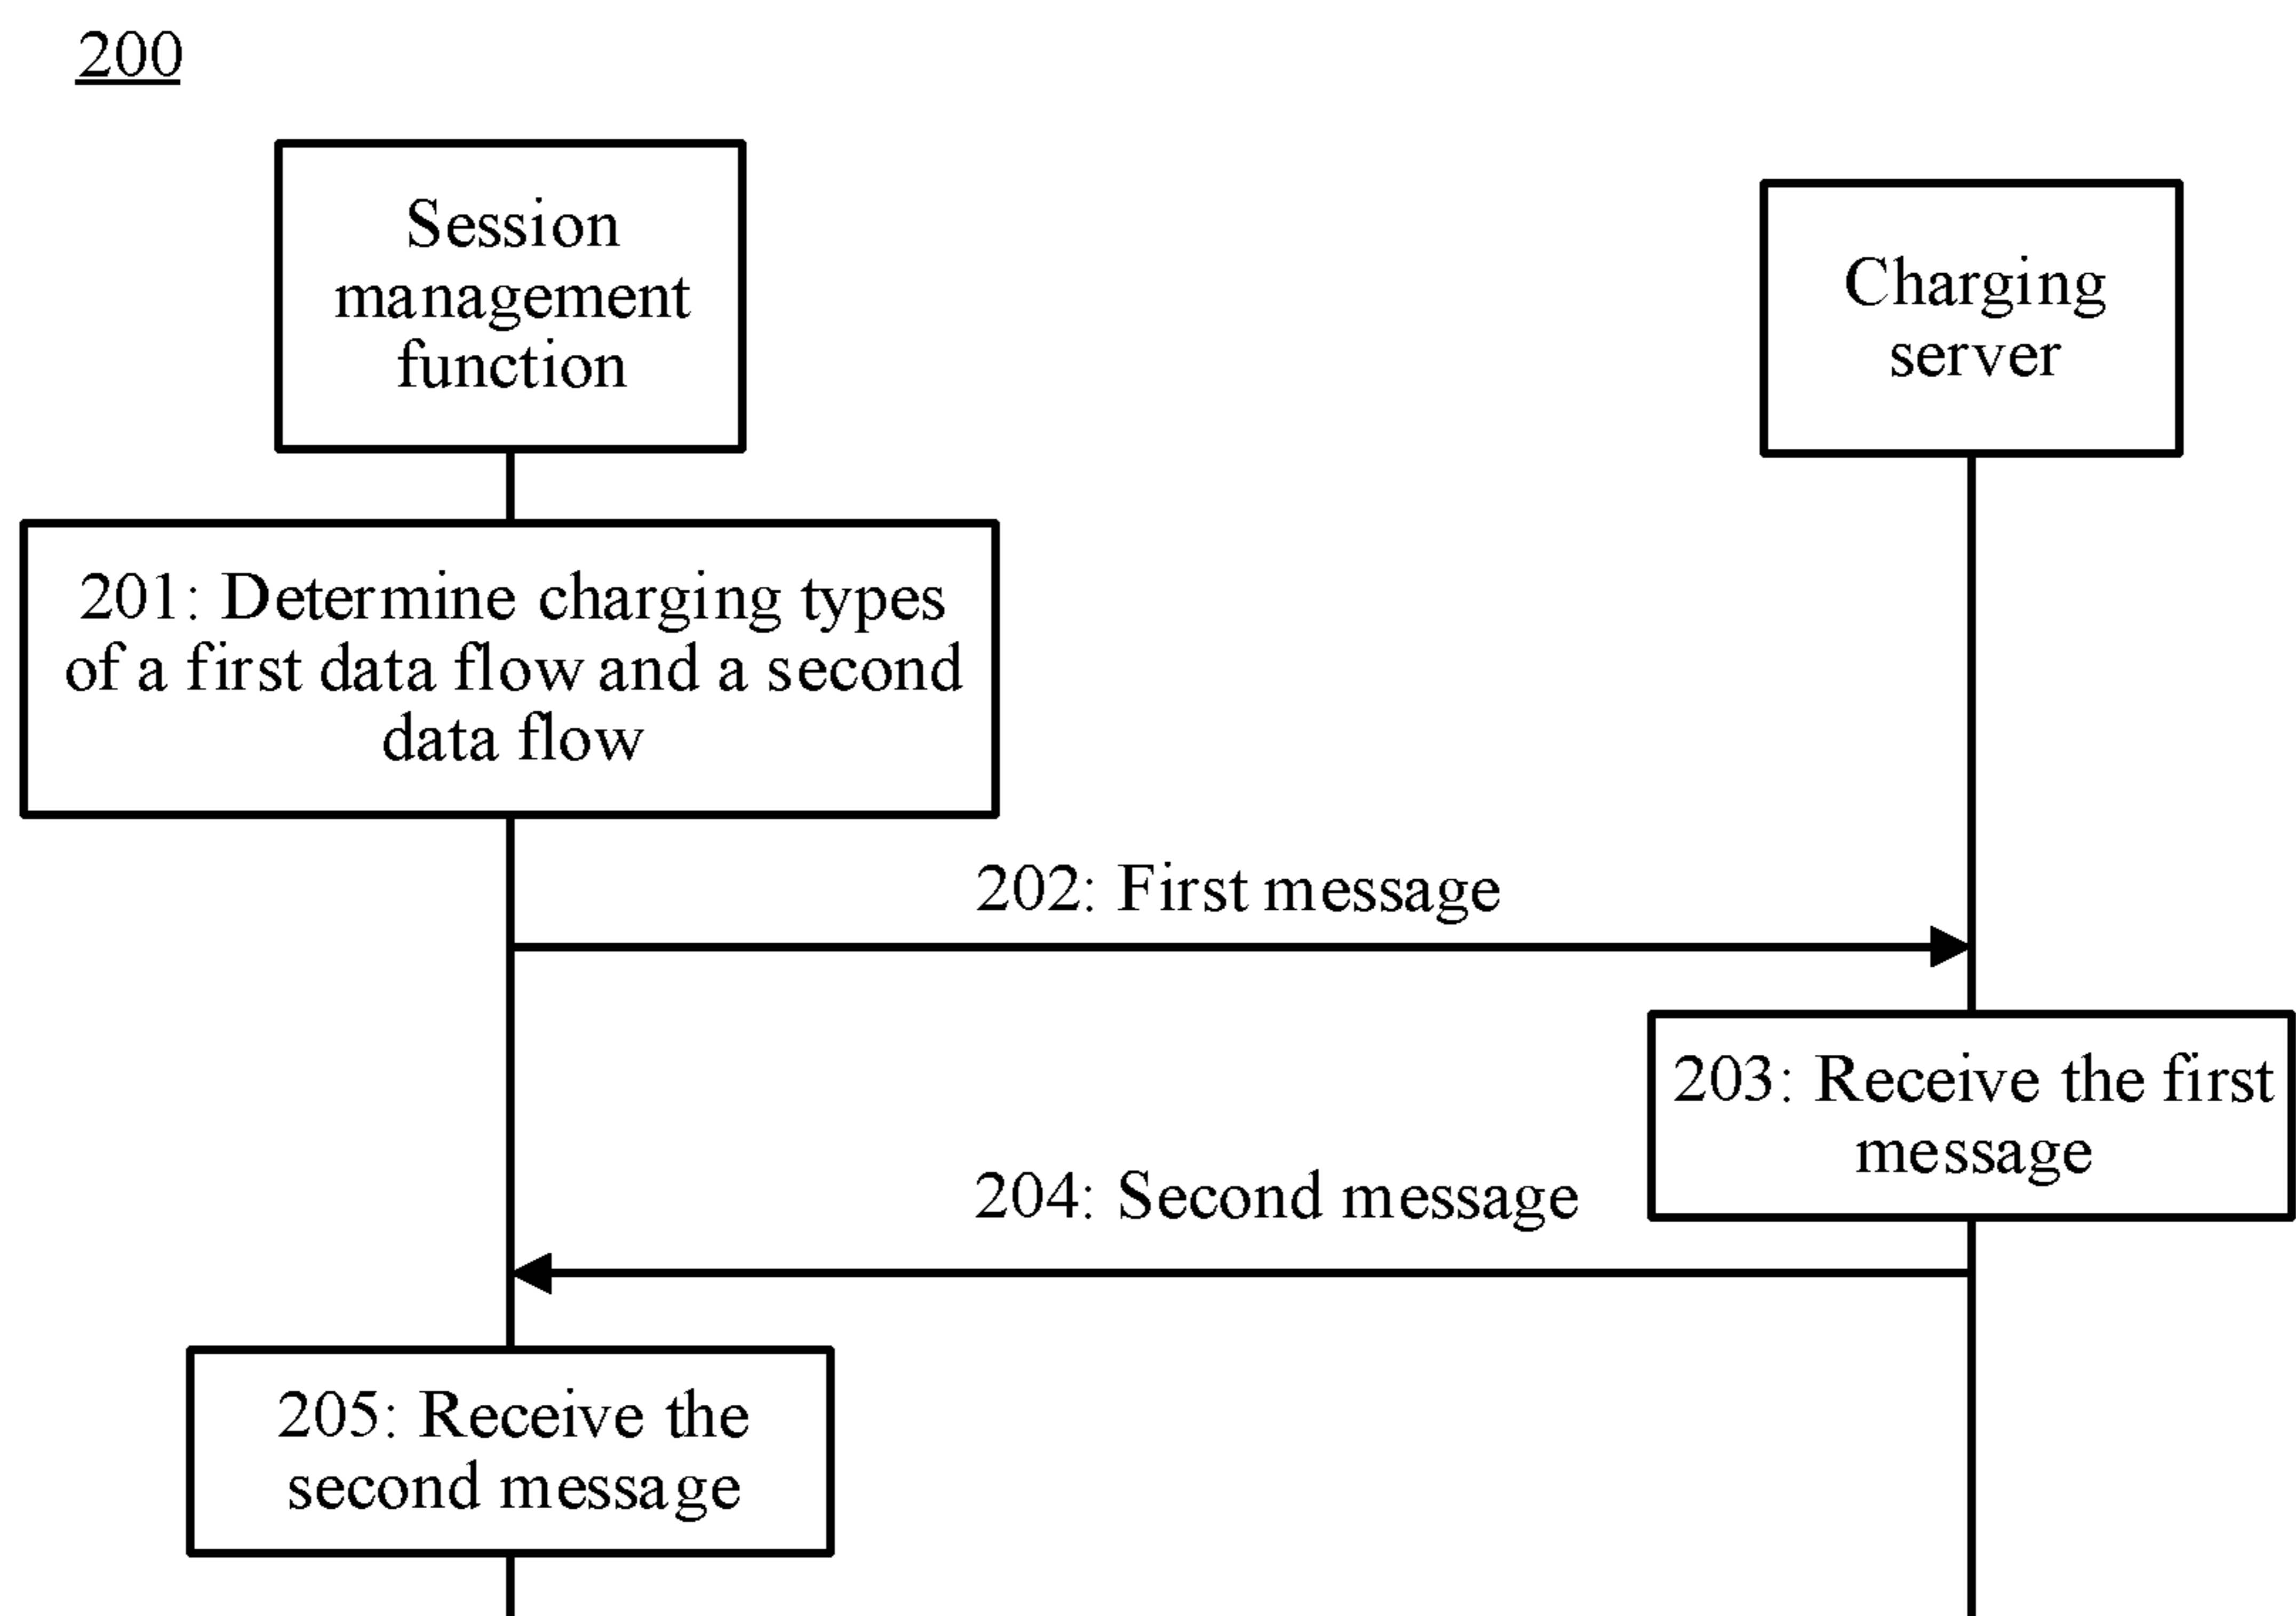 200
Session
management
function
Charging
server
201: Determine charging types
of a first data flow and a second
data flow
202: First message
203: Receive the first
message
204: Second message
205: Receive the
second message